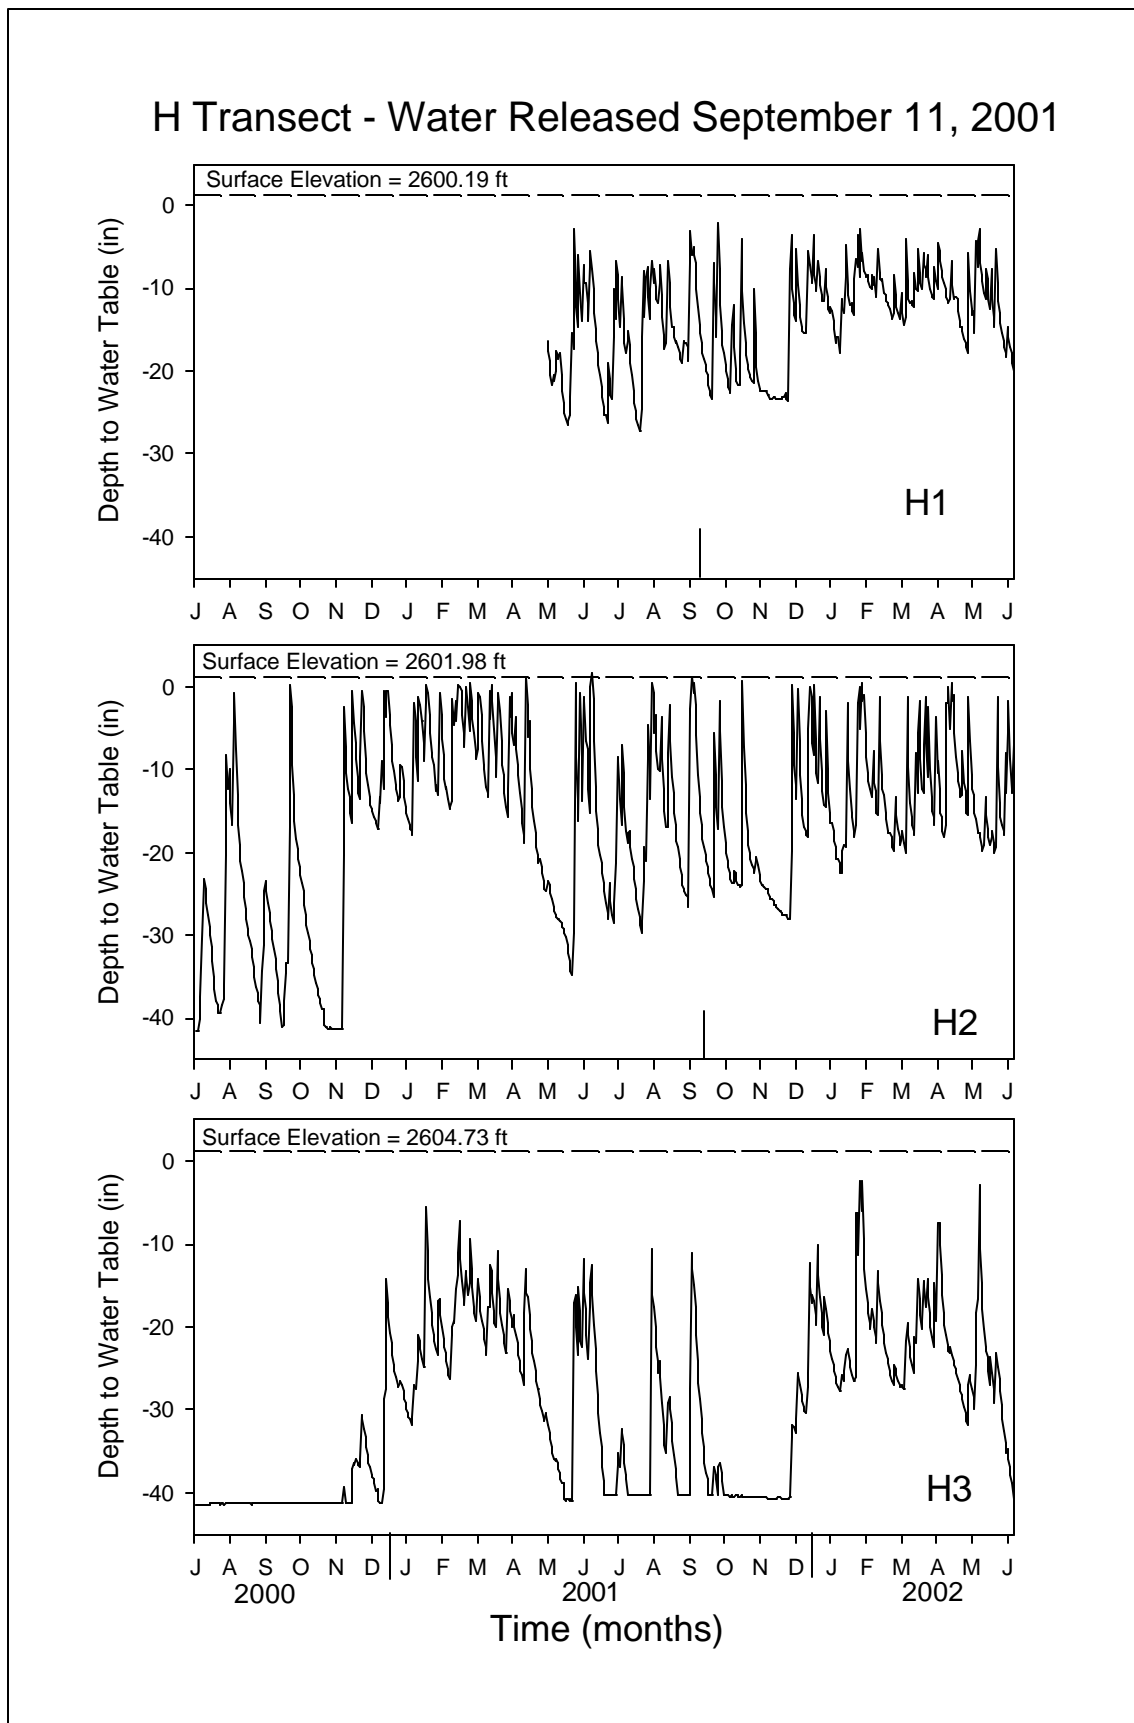 H Transect - Water Released September 11, 2001
Surface Elevation = 2600.19 ft
Depth to Water Table (in)
0
-10
-20
-30
-40
H1
J A S O N D J F M A M J J A S O N D J F M A J
Surface Elevation = 2601.98 ft
Depth to Water Table (in)
0
-10
-20
-30
-40
H2
J A S O N D J F M A M J J A S O N D J F M A M J
Surface Elevation = 2604.73 ft
Depth to Water Table (in)
0
-10
-20
-30
-40
H3
J A S O N D J F M A M J J A S O N D J F M A M J
2000 2001 2002
Time (months)